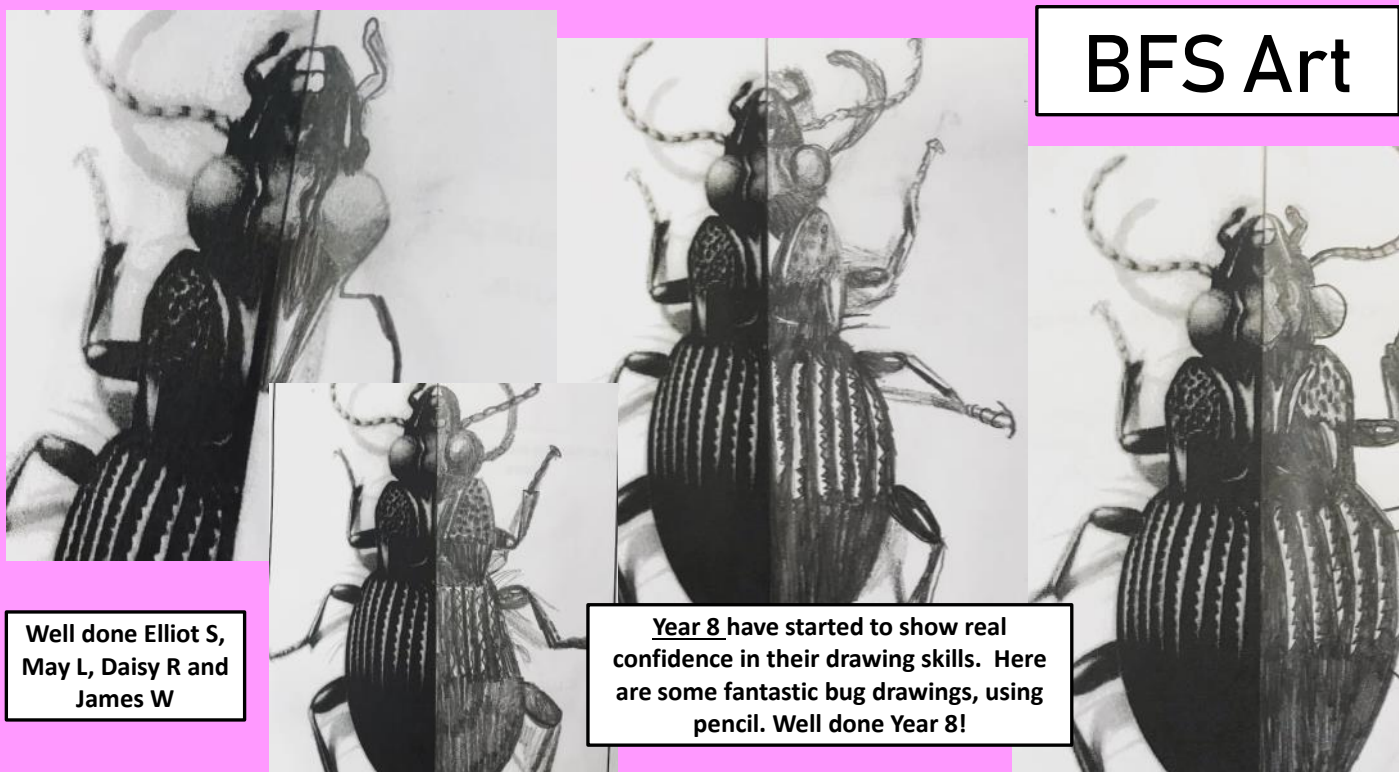 BFS Art
Well done Elliot S,
May L, Daisy R and
James W
Year 8 have started to show real
confidence in their drawing skills.  Here
are some fantastic bug drawings, using
pencil. Well done Year 8!